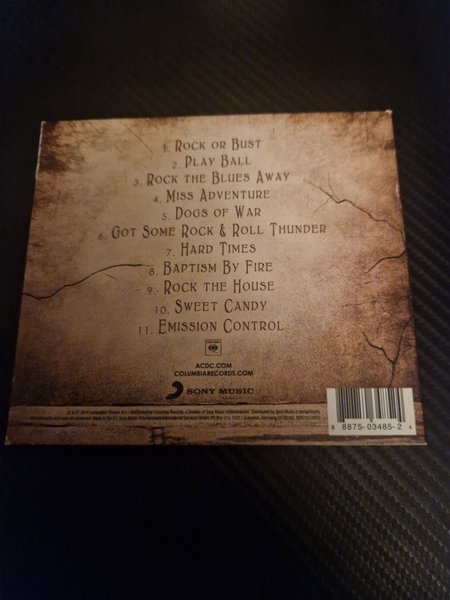 1. ROCK OR BUST
2. PLAY BALL
3. ROCK THE BLUES AWAY
4. MISS ADVENTURE
5. DOGS OF WAR
6. GOT SOME ROCK & ROLL THUNDER
7. HARD TIMES
8. BAPTISM BY FIRE
9. ROCK THE HOUSE
10. SWEET CANDY
11. EMISSION CONTROL
ACDC.COM
COLUMBIARECORDS.COM
SONY MUSIC
8 8875-03485-2 4